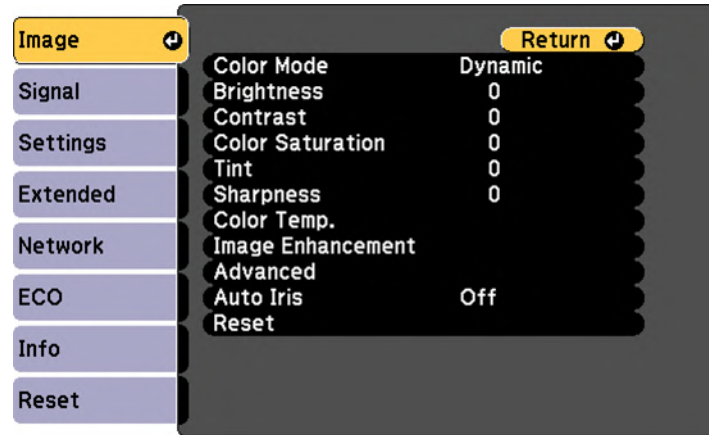 Image
Signal
Settings
Extended
Network
ECO
Info
Reset
Return
Color Mode Dynamic
Brightness 0
Contrast 0
Color Saturation 0
Tint 0
Sharpness 0
Color Temp.
Image Enhancement
Advanced
Auto Iris Off
Reset